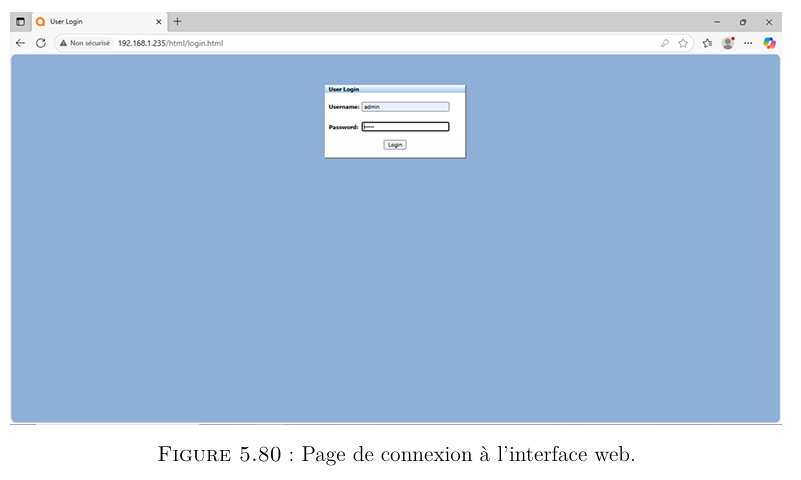 User Login
Non sécurisé 192.168.1.235/html/login.html
User Login
Username: admin
Password: •••••
Login
FIGURE 5.80 : Page de connexion à l'interface web.